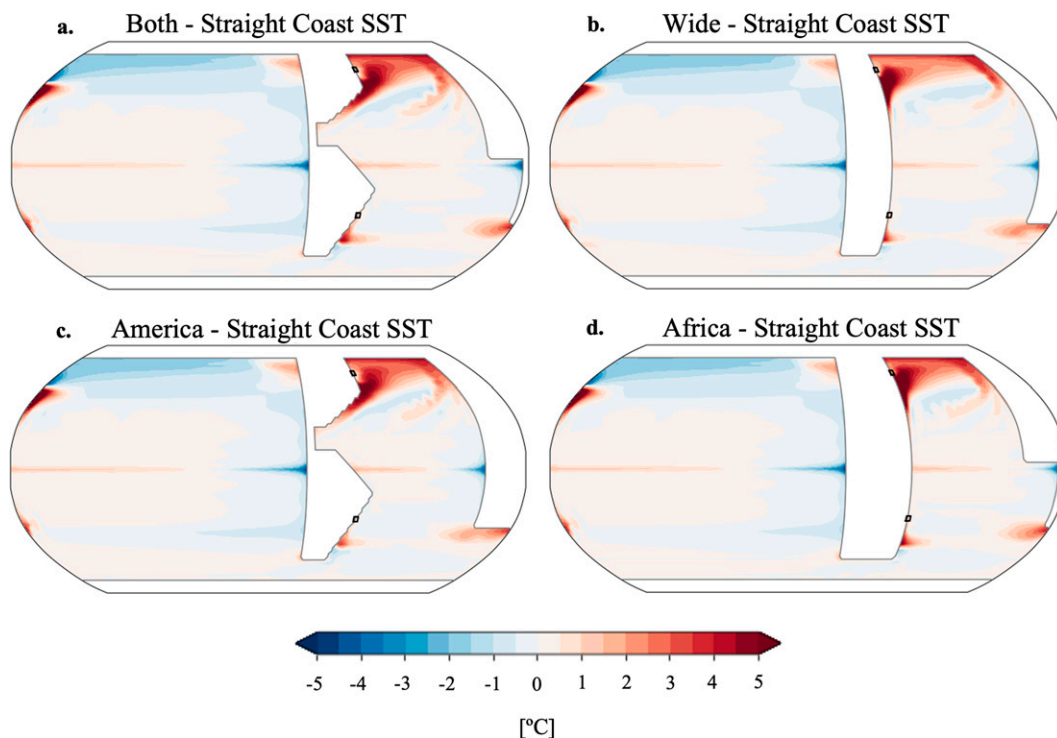 a. Both - Straight Coast SST
b. Wide - Straight Coast SST
c. America - Straight Coast SST
d. Africa - Straight Coast SST
-5 -4 -3 -2 -1 0 1 2 3 4 5
[ºC]